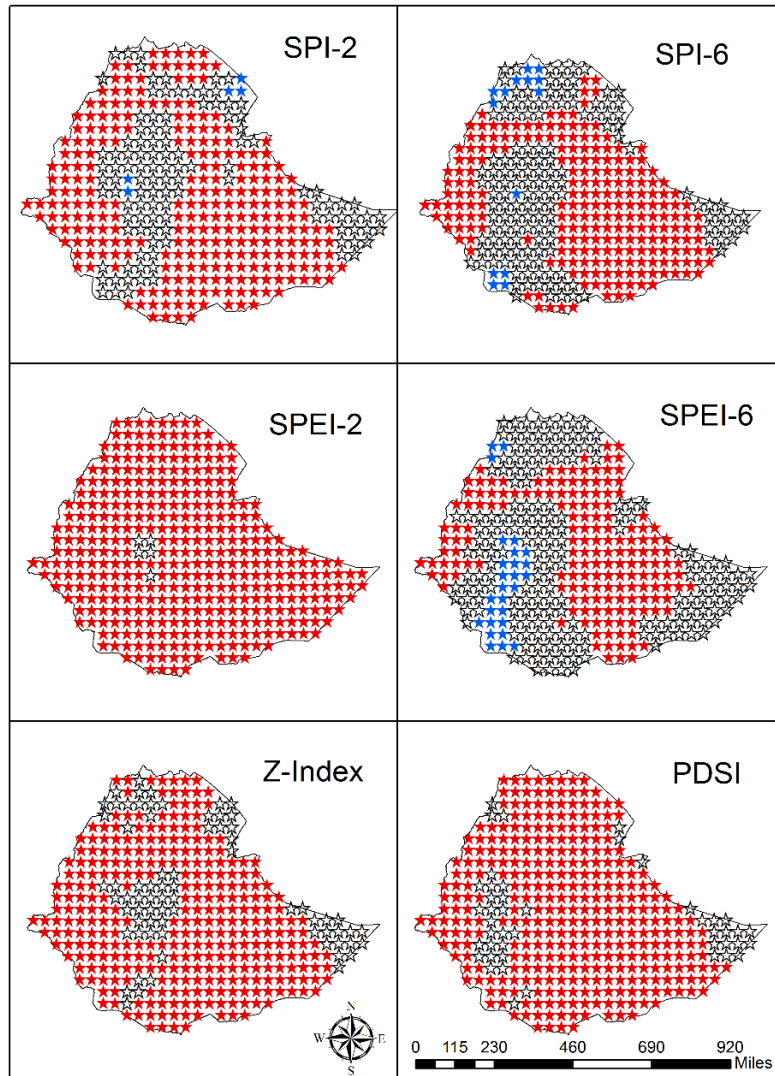 SPI-2
SPI-6
SPEI-2
SPEI-6
Z-Index
PDSI
N
W E
S
0 115 230 460 690 920
Miles